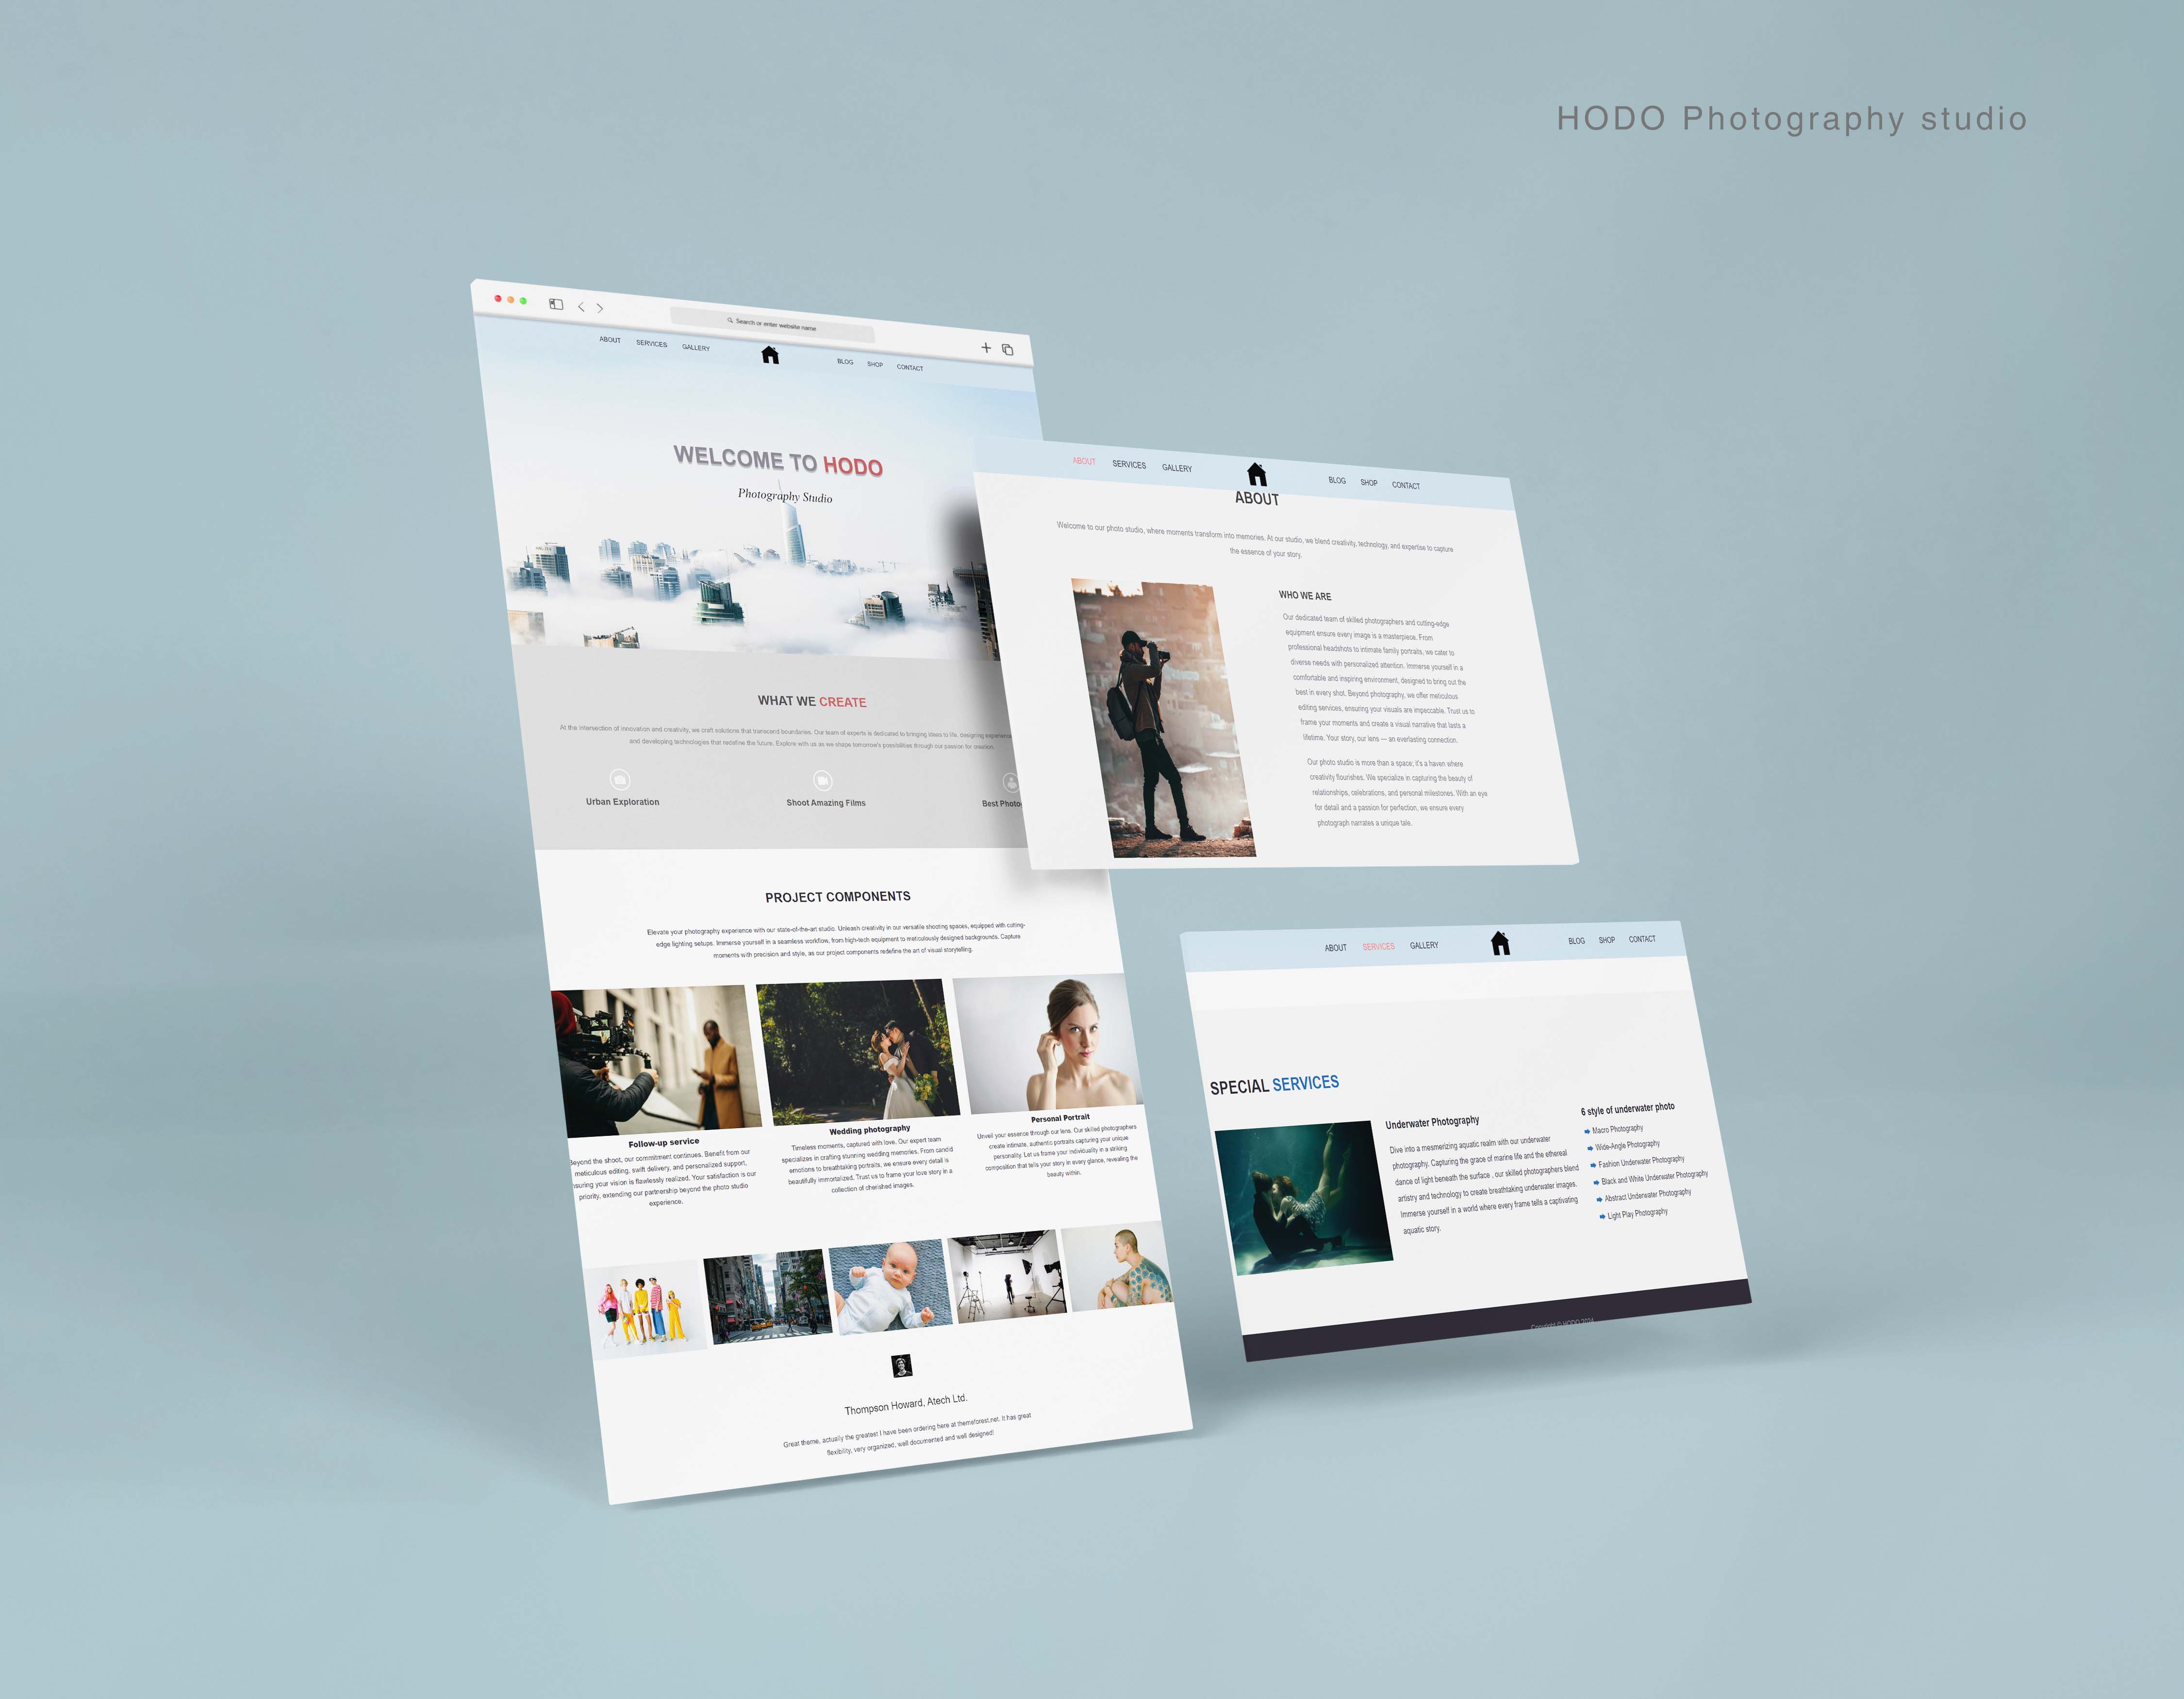 HODO Photography studio
Search or enter website name
ABOUT SERVICES GALLERY BLOG SHOP CONTACT
WELCOME TO HODO
Photography Studio
WHAT WE CREATE
At the intersection of innovation and creativity, we craft solutions that transcend boundaries. Our team of experts is dedicated to bringing ideas to life, designing
and developing technologies that redefine the future. Explore with us as we shape tomorrow's possibilities through our passion for creation.
Urban Exploration
Shoot Amazing Films
Best
PROJECT COMPONENTS
Elevate your photography experience with our state-of-the-art studio. Unleash creativity in our versatile shooting spaces, equipped with cutting-
edge lighting setups. Immerse yourself in a seamless workflow, from high-tech equipment to meticulously designed backgrounds. Capture
moments with precision and style, as our project components redefine the art of visual storytelling.
Follow-up service
Beyond the shoot, our commitment continues. Benefit from our
meticulous editing, swift delivery, and personalized support,
your vision is flawlessly realized. Your satisfaction is our
priority, extending our partnership beyond the photo studio
experience.
Wedding photography
Timeless moments, captured with love. Our expert team
specializes in crafting stunning wedding memories. From candid
emotions to breathtaking portraits, we ensure every detail is
beautifully immortalized. Trust us to frame your love story in a
collection of cherished images.
Personal Portrait
Unveil your essence through our lens. Our skilled photographers
create intimate, authentic portraits capturing your unique
personality. Let us frame your individuality in a striking
composition that tells your story in every glance, revealing the
beauty within.
Thompson Howard, Atech Ltd.
Great theme, actually the greatest I have been ordering here at themeforest.net. It has great
flexibility, very organized, well documented and well designed!
ABOUT SERVICES GALLERY BLOG SHOP CONTACT
ABOUT
Welcome to our photo studio, where moments transform into memories. At our studio, we blend creativity, technology, and expertise to capture
the essence of your story.
WHO WE ARE
Our dedicated team of skilled photographers and cutting-edge
equipment ensure every image is a masterpiece. From
professional headshots to intimate family portraits, we cater to
diverse needs with personalized attention. Immerse yourself in a
comfortable and inspiring environment, designed to bring out the
best in every shot. Beyond photography, we offer meticulous
editing services, ensuring your visuals are impeccable. Trust us to
frame your moments and create a visual narrative that lasts a
lifetime. Your story, our lens — an everlasting connection.
Our photo studio is more than a space; it's a haven where
creativity flourishes. We specialize in capturing the beauty of
relationships, celebrations, and personal milestones. With an eye
for detail and a passion for perfection, we ensure every
photograph narrates a unique tale.
ABOUT SERVICES GALLERY BLOG SHOP CONTACT
SPECIAL SERVICES
Underwater Photography
Dive into a mesmerizing aquatic realm with our underwater
photography. Capturing the grace of marine life and the ethereal
dance of light beneath the surface , our skilled photographers blend
artistry and technology to create breathtaking underwater images.
Immerse yourself in a world where every frame tells a captivating
aquatic story.
6 style of underwater photo
Macro Photography
Wide-Angle Photography
Fashion Underwater Photography
Black and White Underwater Photography
Abstract Underwater Photography
Light Play Photography
Copyright © HODO 2024